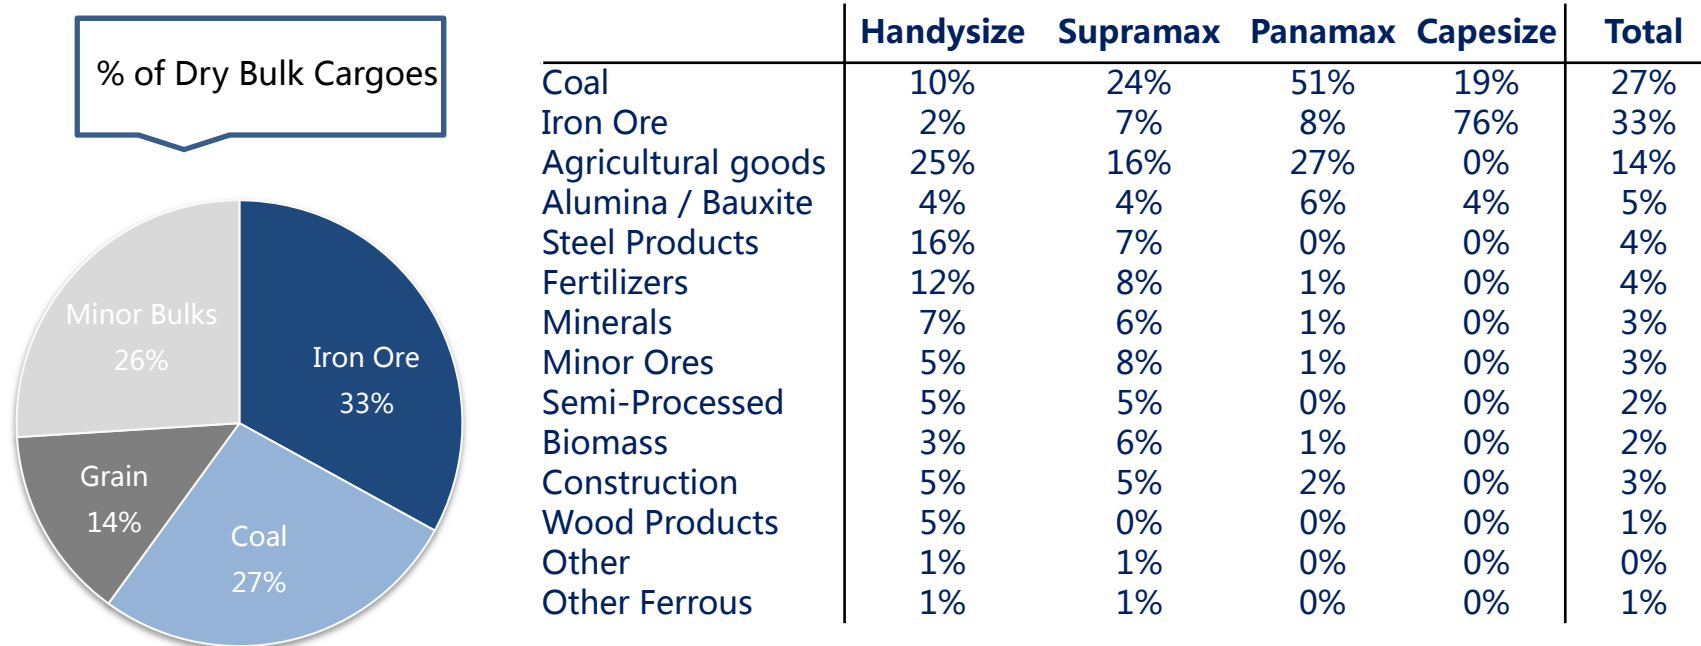 % of Dry Bulk Cargoes
Minor Bulks
26%
Iron Ore
33%
Grain
14%
Coal
27%
Handysize Supramax Panamax Capesize Total
Coal 10% 24% 51% 19% 27%
Iron Ore 2% 7% 8% 76% 33%
Agricultural goods 25% 16% 27% 0% 14%
Alumina / Bauxite 4% 4% 6% 4% 5%
Steel Products 16% 7% 0% 0% 4%
Fertilizers 12% 8% 1% 0% 4%
Minerals 7% 6% 1% 0% 3%
Minor Ores 5% 8% 1% 0% 3%
Semi-Processed 5% 5% 0% 0% 2%
Biomass 3% 6% 1% 0% 2%
Construction 5% 5% 2% 0% 3%
Wood Products 5% 0% 0% 0% 1%
Other 1% 1% 0% 0% 0%
Other Ferrous 1% 1% 0% 0% 1%